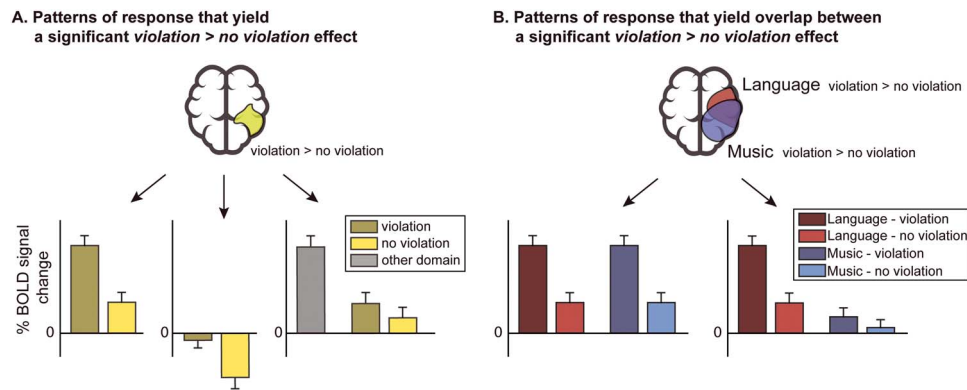 A. Patterns of response that yield
a significant violation > no violation effect
violation > no violation
% BOLD signal
change
0
0
0
violation
no violation
other domain
B. Patterns of response that yield overlap between
a significant violation > no violation effect
Language violation > no violation
Music violation > no violation
0
0
Language - violation
Language - no violation
Music - violation
Music - no violation